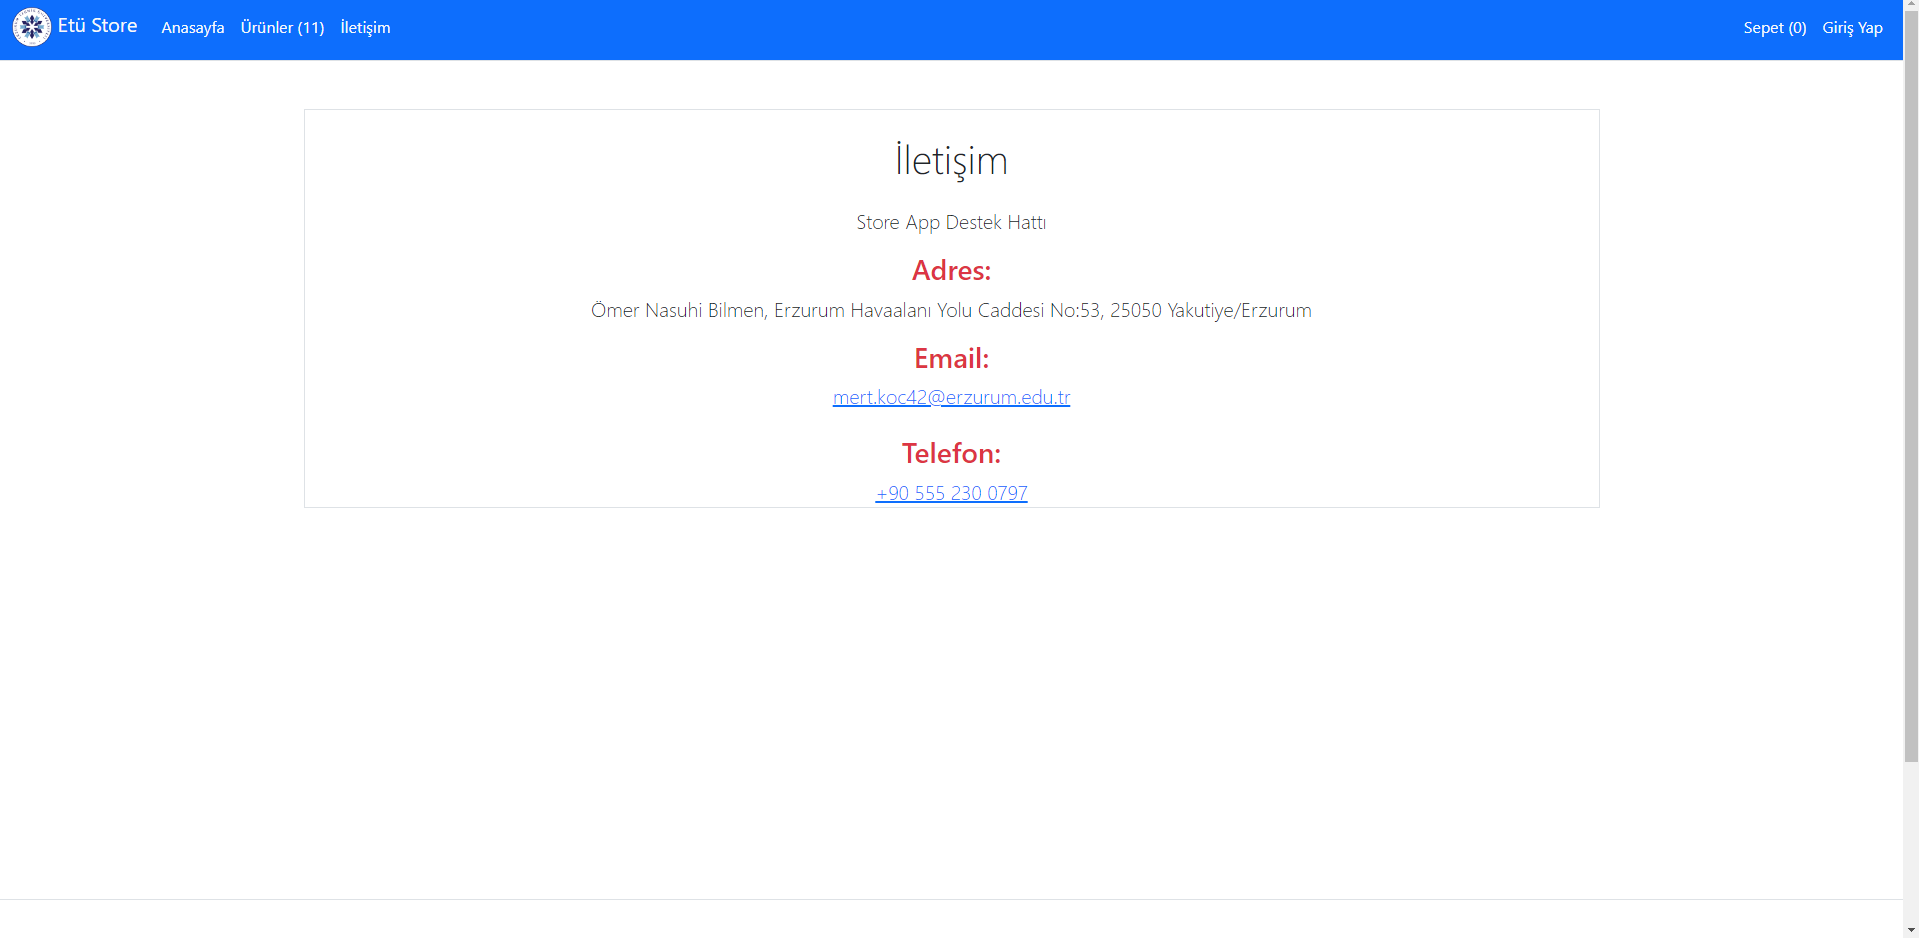 Etü Store Anasayfa Ürünler (11) İletişim Sepet (0) Giriş Yap
İletişim
Store App Destek Hattı
Adres:
Ömer Nasuhi Bilmen, Erzurum Havaalanı Yolu Caddesi No:53, 25050 Yakutiye/Erzurum
Email:
mert.koc42@erzurum.edu.tr
Telefon:
+90 555 230 0797